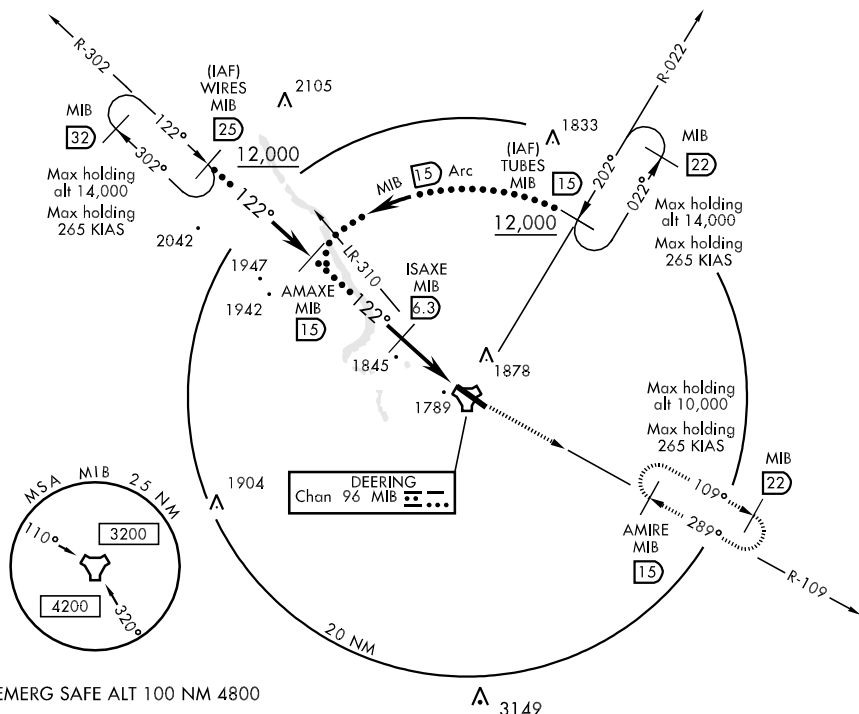 R-302
(IAF)
WIRES
MIB
25
2105
MIB
32
122°
302°
12,000
Max holding
alt 14,000
Max holding
265 KIAS
122°
2042
1947
1942
AMAXE
MIB
15
LR-310
122°
ISAXE
MIB
6.3
1845
1789
MIB 15 Arc
1833
(IAF)
TUBES
MIB
15
12,000
R-022
202°
022°
MIB
22
Max holding
alt 14,000
Max holding
265 KIAS
1878
Max holding
alt 10,000
Max holding
265 KIAS
MIB
22
109°
289°
AMIRE
MIB
15
R-109
DEERING
Chan 96 MIB
1904
MSA MIB 25 NM
110°
3200
4200
320°
20 NM
EMERG SAFE ALT 100 NM 4800
3149